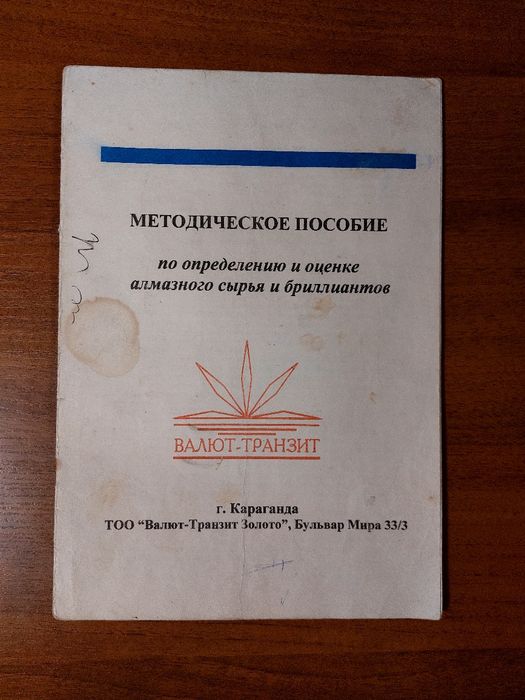 МЕТОДИЧЕСКОЕ ПОСОБИЕ
по определению и оценке
алмазного сырья и бриллиантов
ВАЛЮТ-ТРАНЗИТ
г. Караганда
ТОО “Валют-Транзит Золото”, Бульвар Мира 33/3